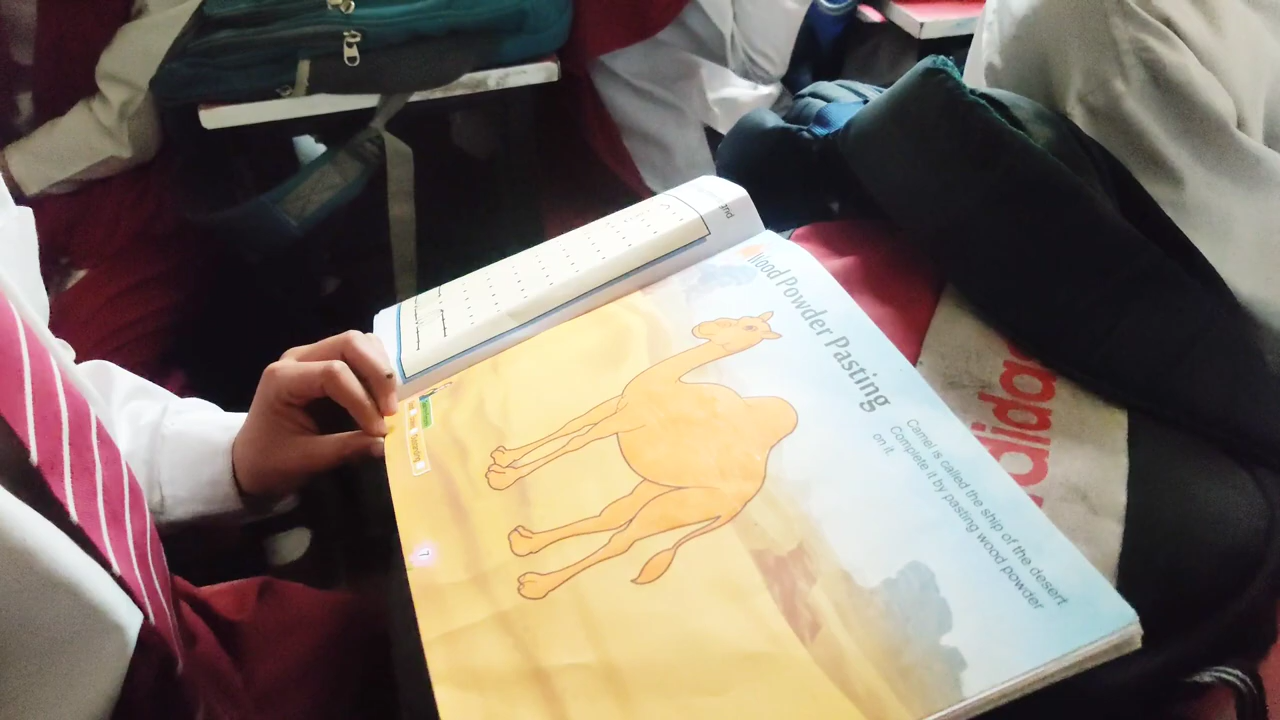 Wood Powder Pasting
Camel is called the ship of the desert
Complete it by pasting wood powder
on it.
7
adidas